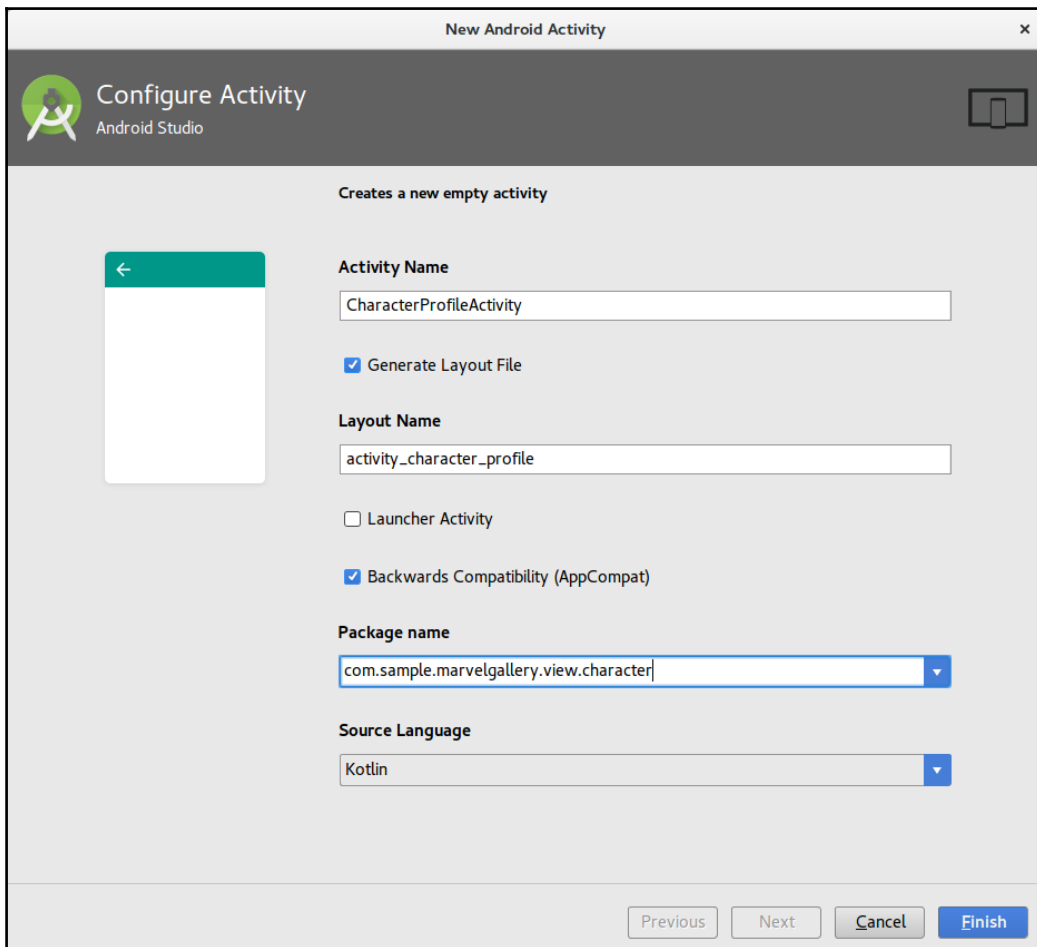 New Android Activity
Configure Activity
Android Studio
Creates a new empty activity
Activity Name
CharacterProfileActivity
Generate Layout File
Layout Name
activity_character_profile
Launcher Activity
Backwards Compatibility (AppCompat)
Package name
com.sample.marvelgallery.view.character
Source Language
Kotlin
Previous Next Cancel Finish